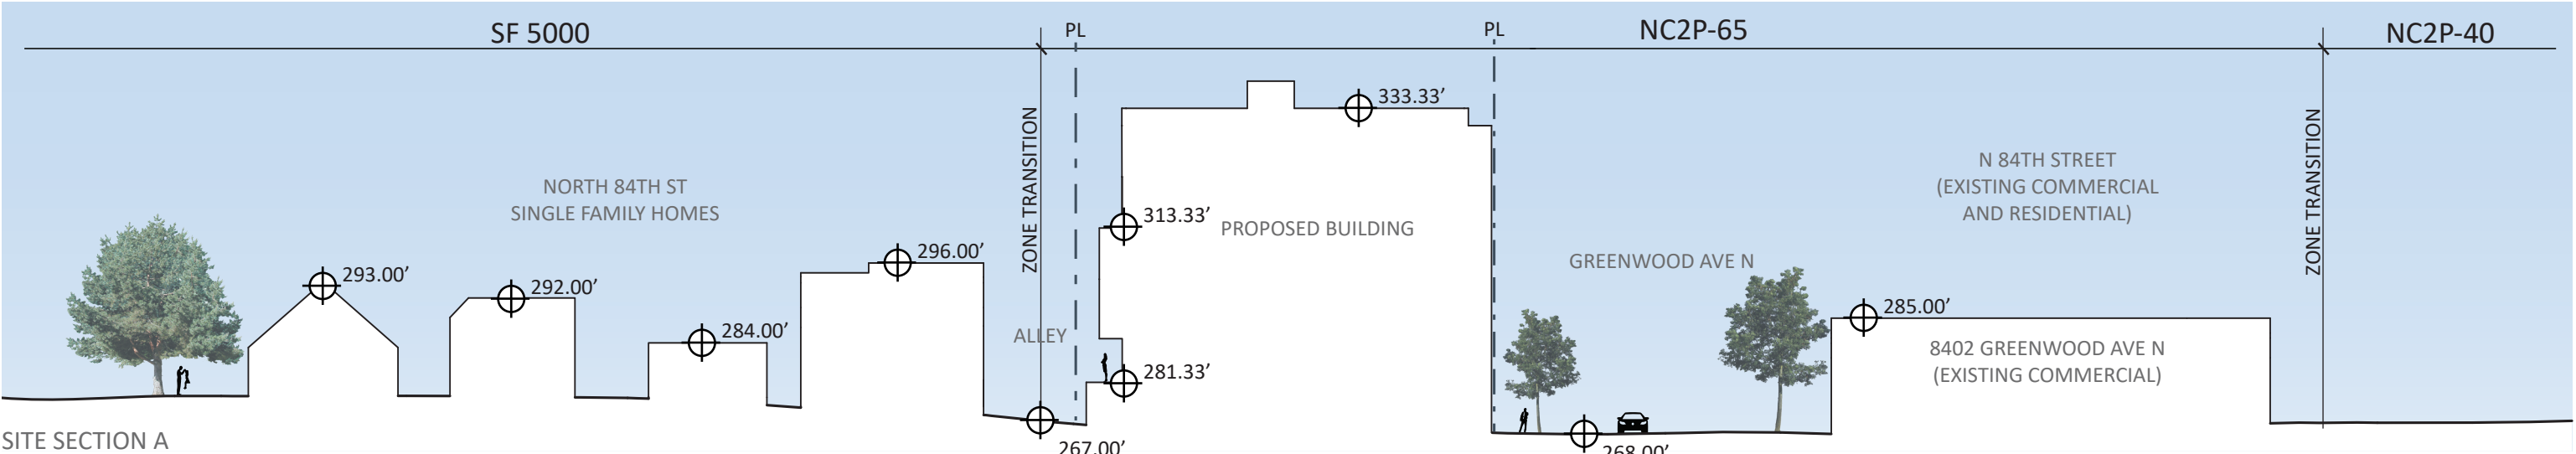 SF 5000
PL
PL
NC2P-65
NC2P-40
333.33’
ZONE TRANSITION
ZONE TRANSITION
NORTH 84TH ST
SINGLE FAMILY HOMES
N 84TH STREET
(EXISTING COMMERCIAL
AND RESIDENTIAL)
313.33’
PROPOSED BUILDING
296.00’
GREENWOOD AVE N
293.00’
292.00’
285.00’
284.00’
ALLEY
8402 GREENWOOD AVE N
(EXISTING COMMERCIAL)
281.33’
SITE SECTION A
267.00’
268.00’